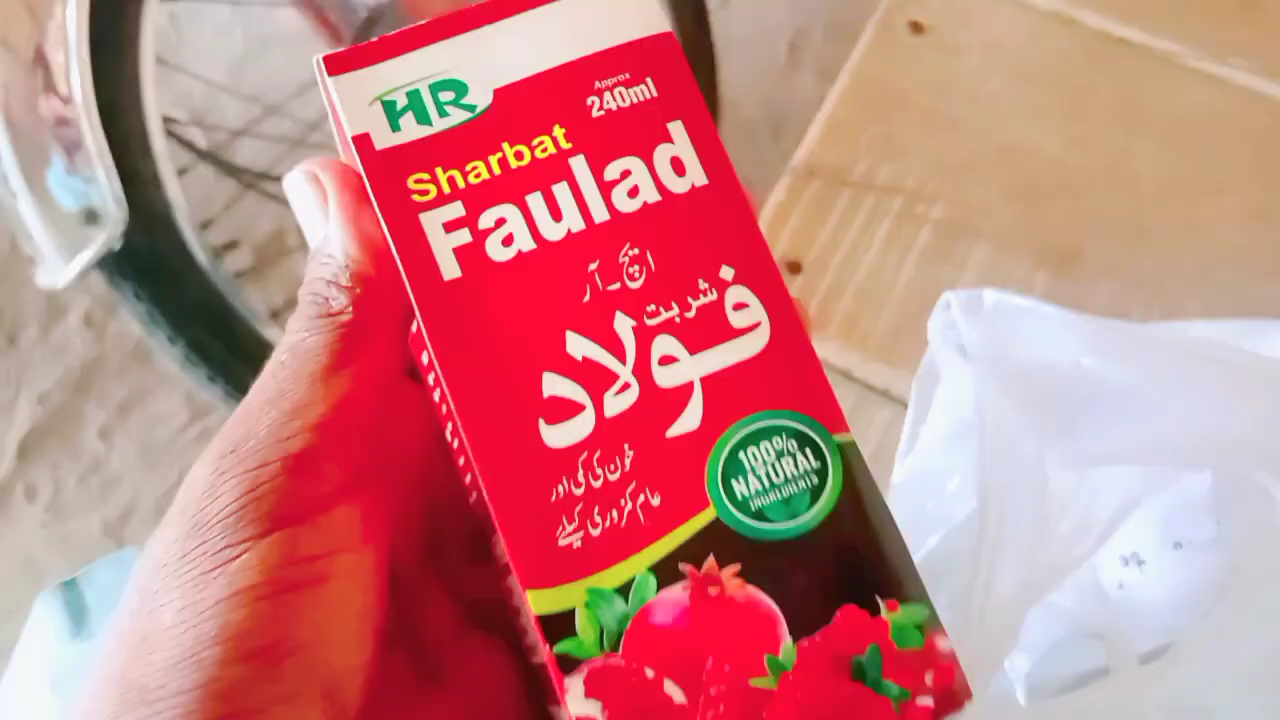 HR
Approx
240ml
Sharbat
Faulad
ایچ۔آر
شربت
فولاد
خون کی کمی اور
عام کمزوری کیلئے
100%
NATURAL
INGREDIENTS